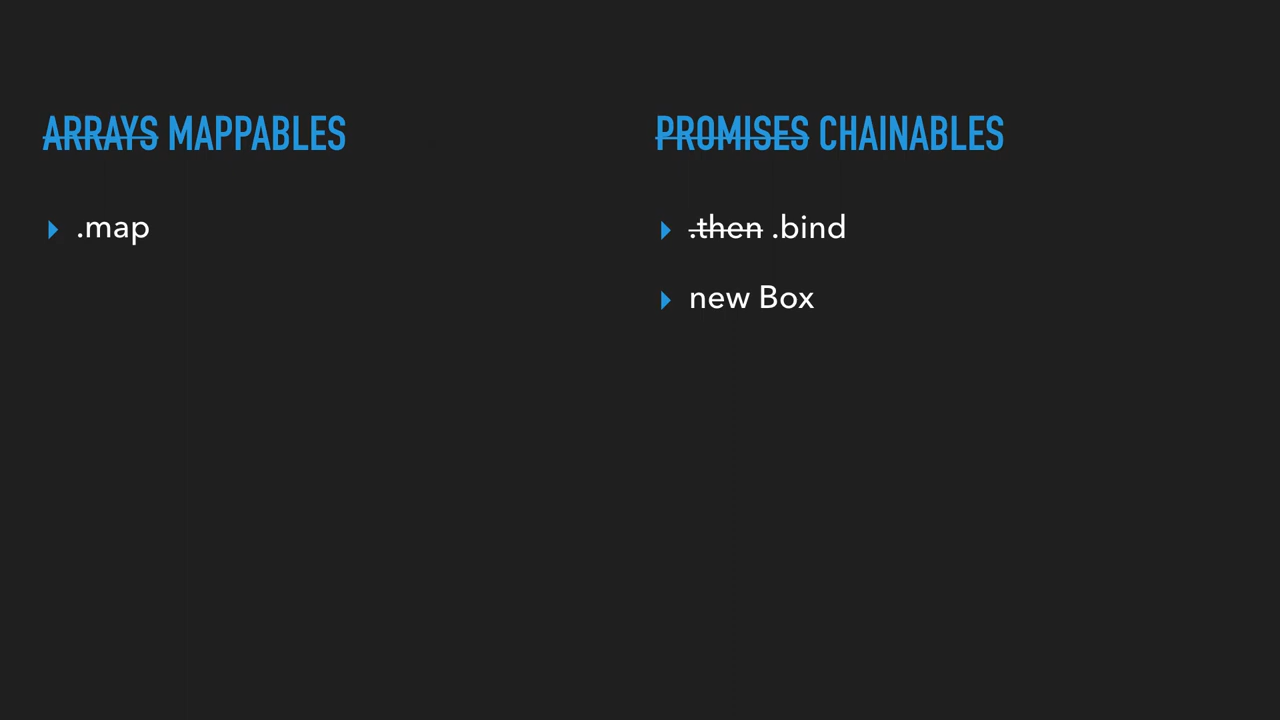 ARRAYS MAPPABLES
.map
PROMISES CHAINABLES
.then .bind
new Box